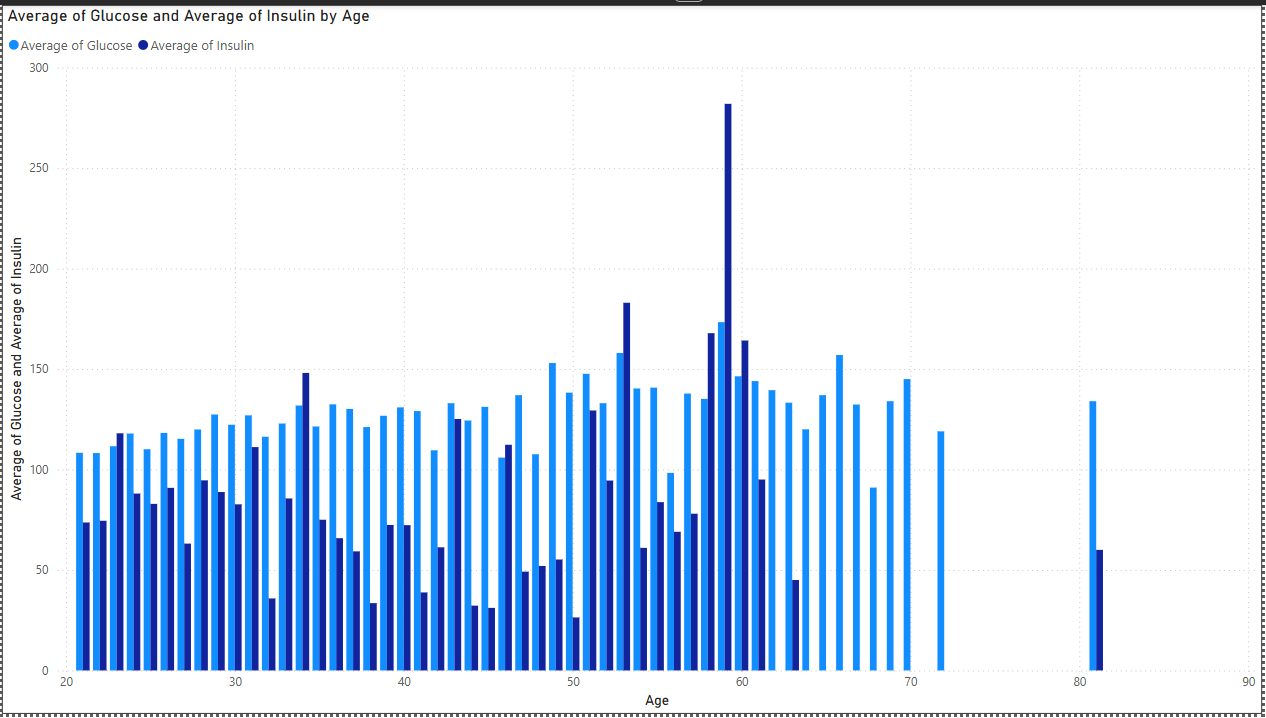 Average of Glucose and Average of Insulin by Age
Average of Glucose Average of Insulin
300
250
200
150
100
50
0
Average of Glucose and Average of Insulin
20 30 40 50 60 70 80 90
Age